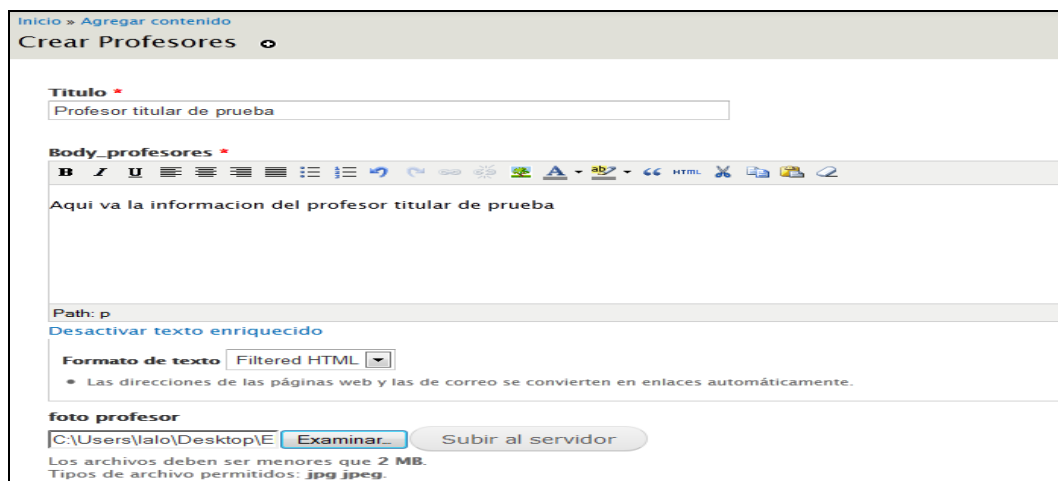 Inicio » Agregar contenido
Crear Profesores
Titulo *
Profesor titular de prueba
Body_profesores *
B I U A ab HTML
Aqui va la informacion del profesor titular de prueba
Path: p
Desactivar texto enriquecido
Formato de texto Filtered HTML
Las direcciones de las páginas web y las de correo se convierten en enlaces automáticamente.
foto profesor
C:\Users\lalo\Desktop\E Examinar... Subir al servidor
Los archivos deben ser menores que 2 MB.
Tipos de archivo permitidos: jpg jpeg.